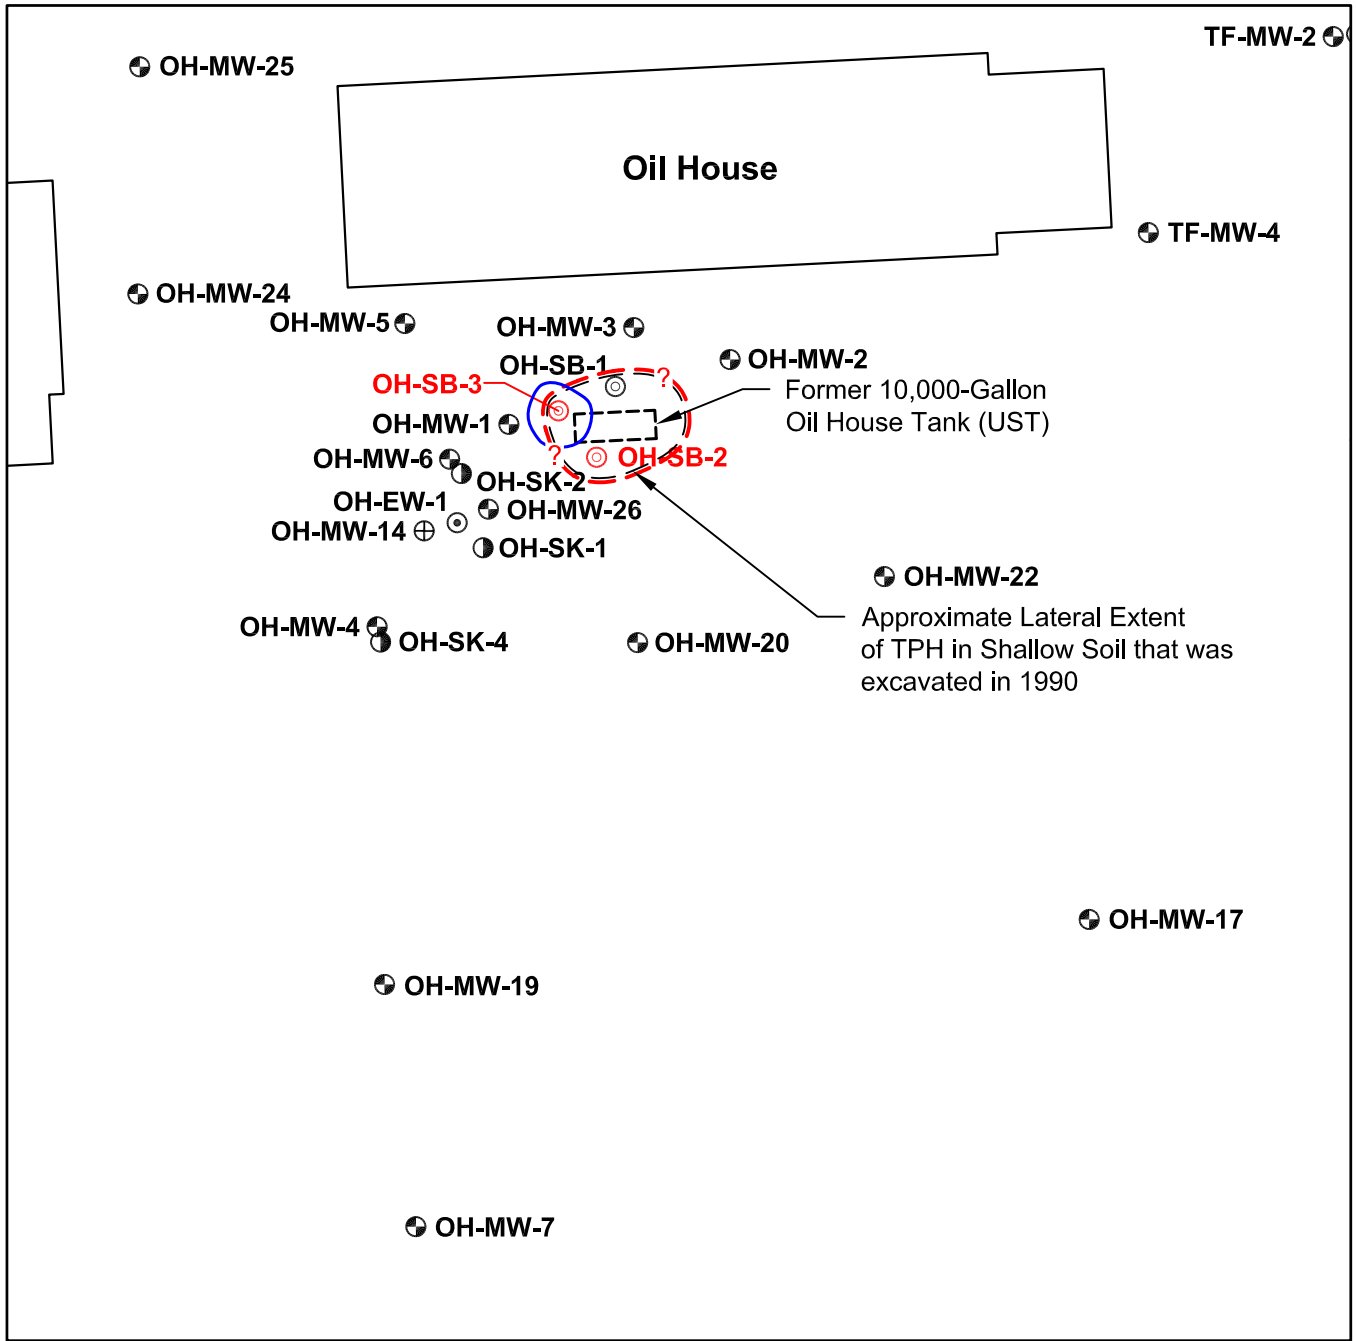 TF-MW-2
OH-MW-25
Oil House
TF-MW-4
OH-MW-24
OH-MW-5
OH-MW-3
OH-MW-2
OH-SB-1
?
OH-SB-3
Former 10,000-Gallon
Oil House Tank (UST)
OH-MW-1
?
OH-SB-2
OH-MW-6
OH-SK-2
OH-EW-1
OH-MW-26
OH-MW-14
OH-SK-1
OH-MW-22
Approximate Lateral Extent
of TPH in Shallow Soil that was
excavated in 1990
OH-MW-4
OH-SK-4
OH-MW-20
OH-MW-17
OH-MW-19
OH-MW-7